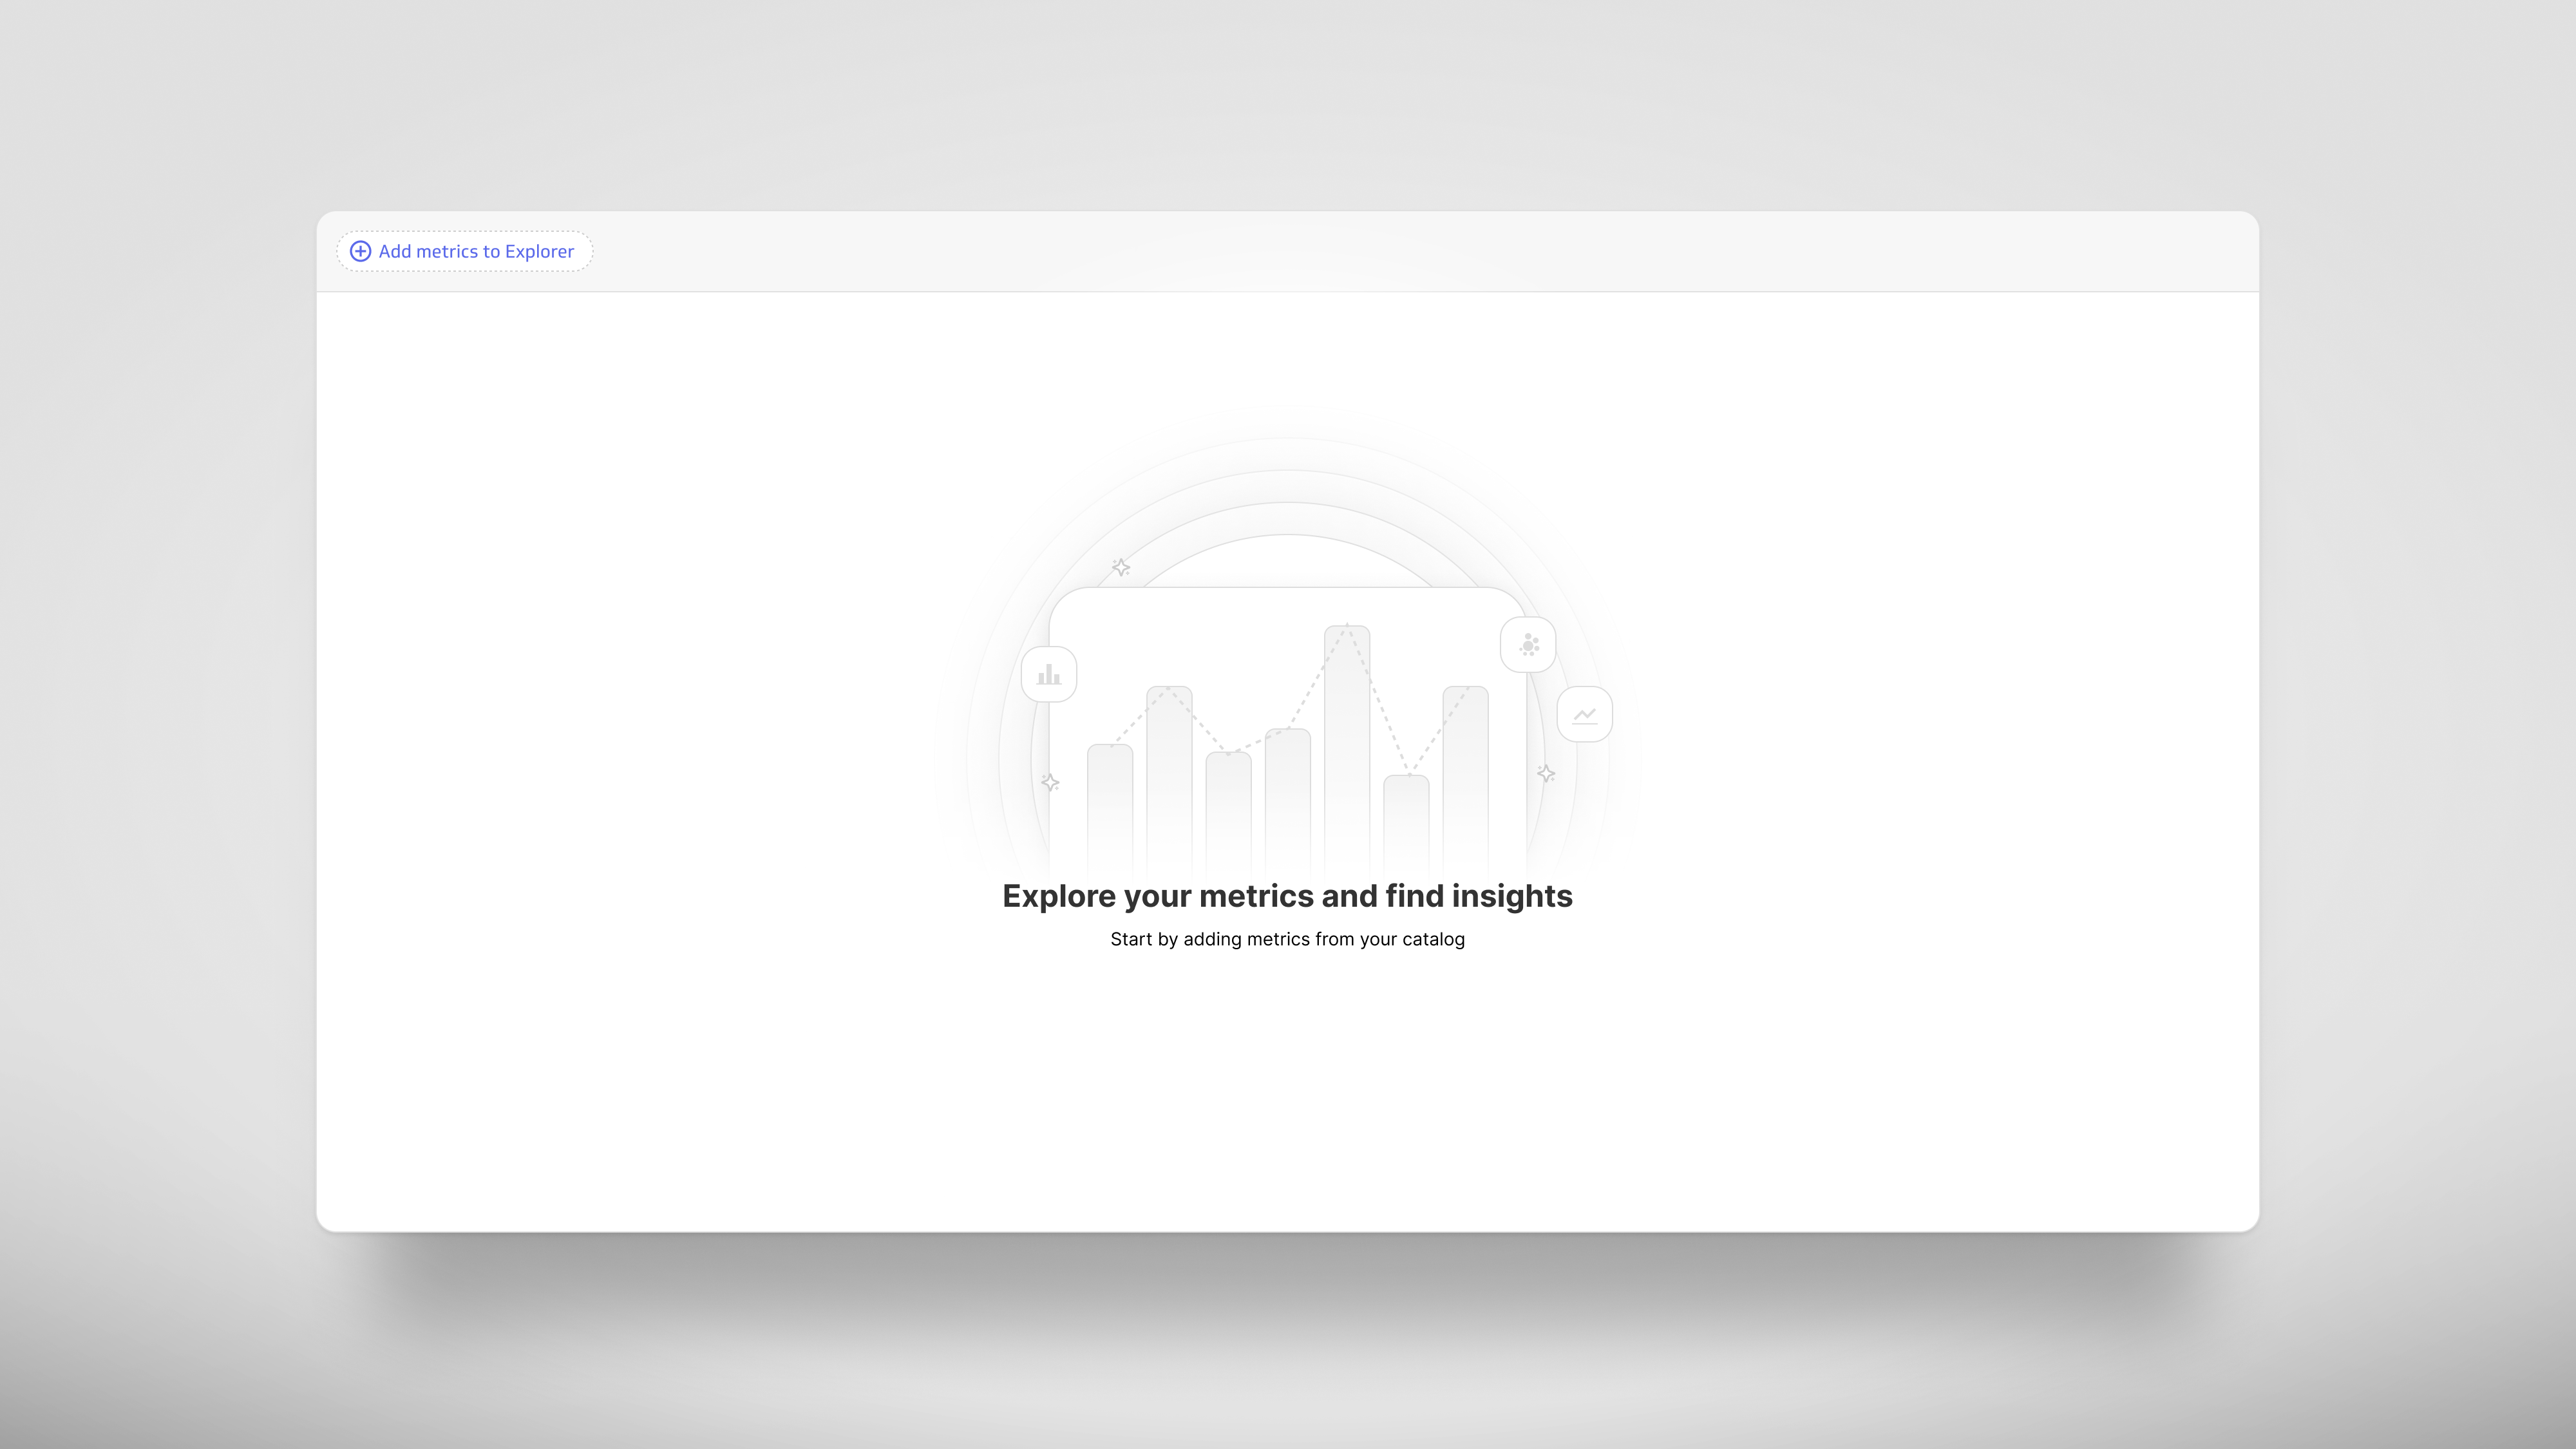 Add metrics to Explorer
Explore your metrics and find insights
Start by adding metrics from your catalog